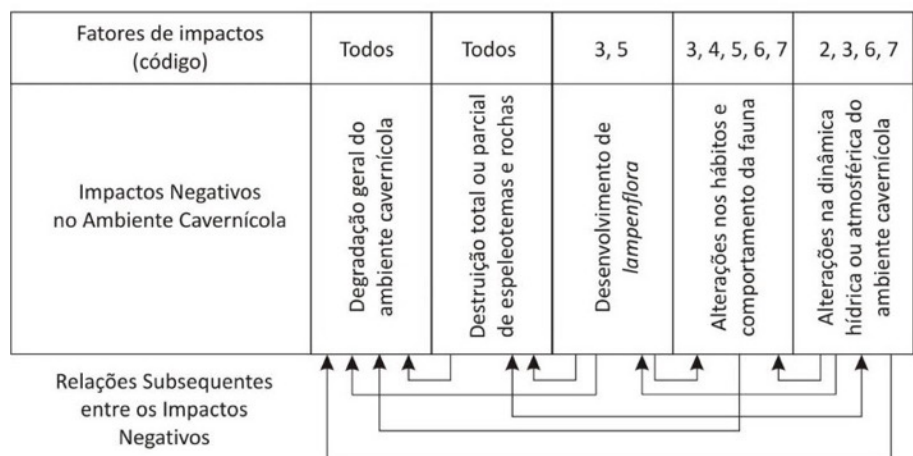 Fatores de impactos
(código)
Todos
Todos
3, 5
3, 4, 5, 6, 7
2, 3, 6, 7
Impactos Negativos
no Ambiente Cavernícola
Degradação geral do
ambiente cavernícola
Destruição total ou parcial
de espeleotemas e rochas
Desenvolvimento de
lampenflora
Alterações nos hábitos e
comportamento da fauna
Alterações na dinâmica
hídrica ou atmosférica do
ambiente cavernícola
Relações Subsequentes
entre os Impactos
Negativos